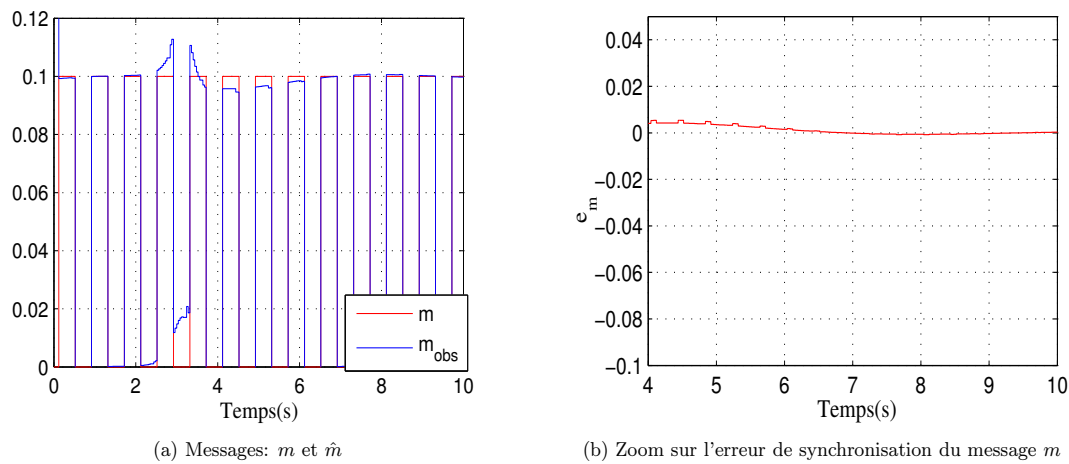 0.12
0.1
0.08
0.06
0.04
0.02
0
0 2 4 6 8 10
Temps(s)
m
m_obs
(a) Messages: m et m̂
0.04
0.02
0
−0.02
−0.04
−0.06
−0.08
−0.1
e_m
4 5 6 7 8 9 10
Temps(s)
(b) Zoom sur l'erreur de synchronisation du message m